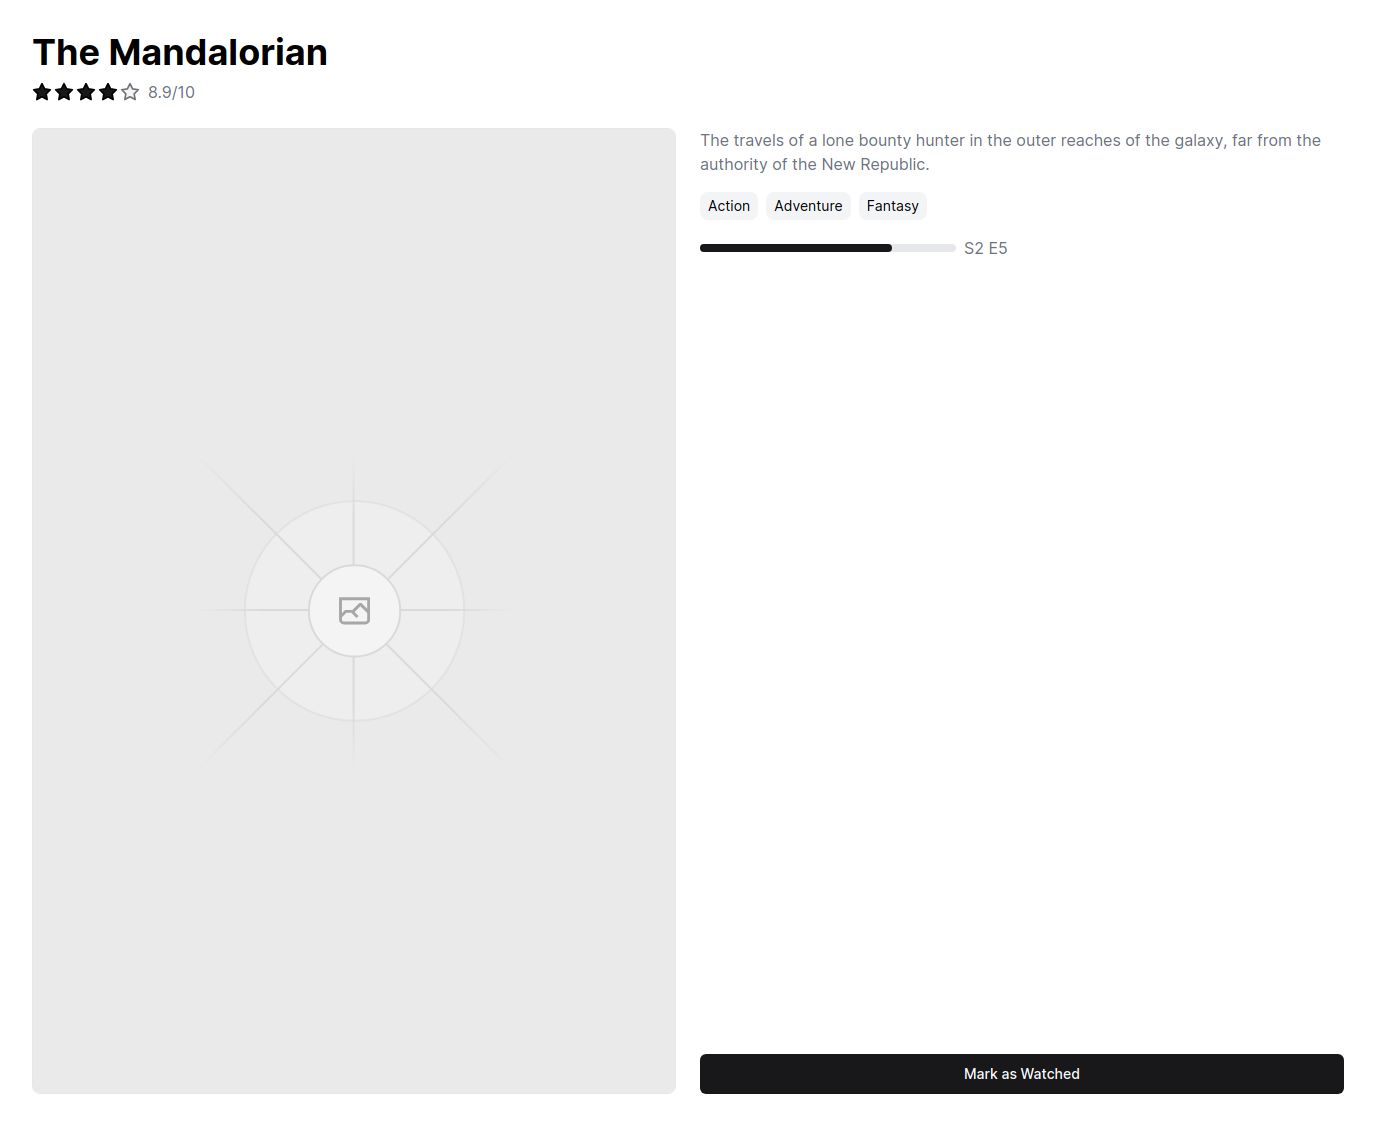 The Mandalorian
8.9/10
The travels of a lone bounty hunter in the outer reaches of the galaxy, far from the
authority of the New Republic.
Action Adventure Fantasy
S2 E5
Mark as Watched